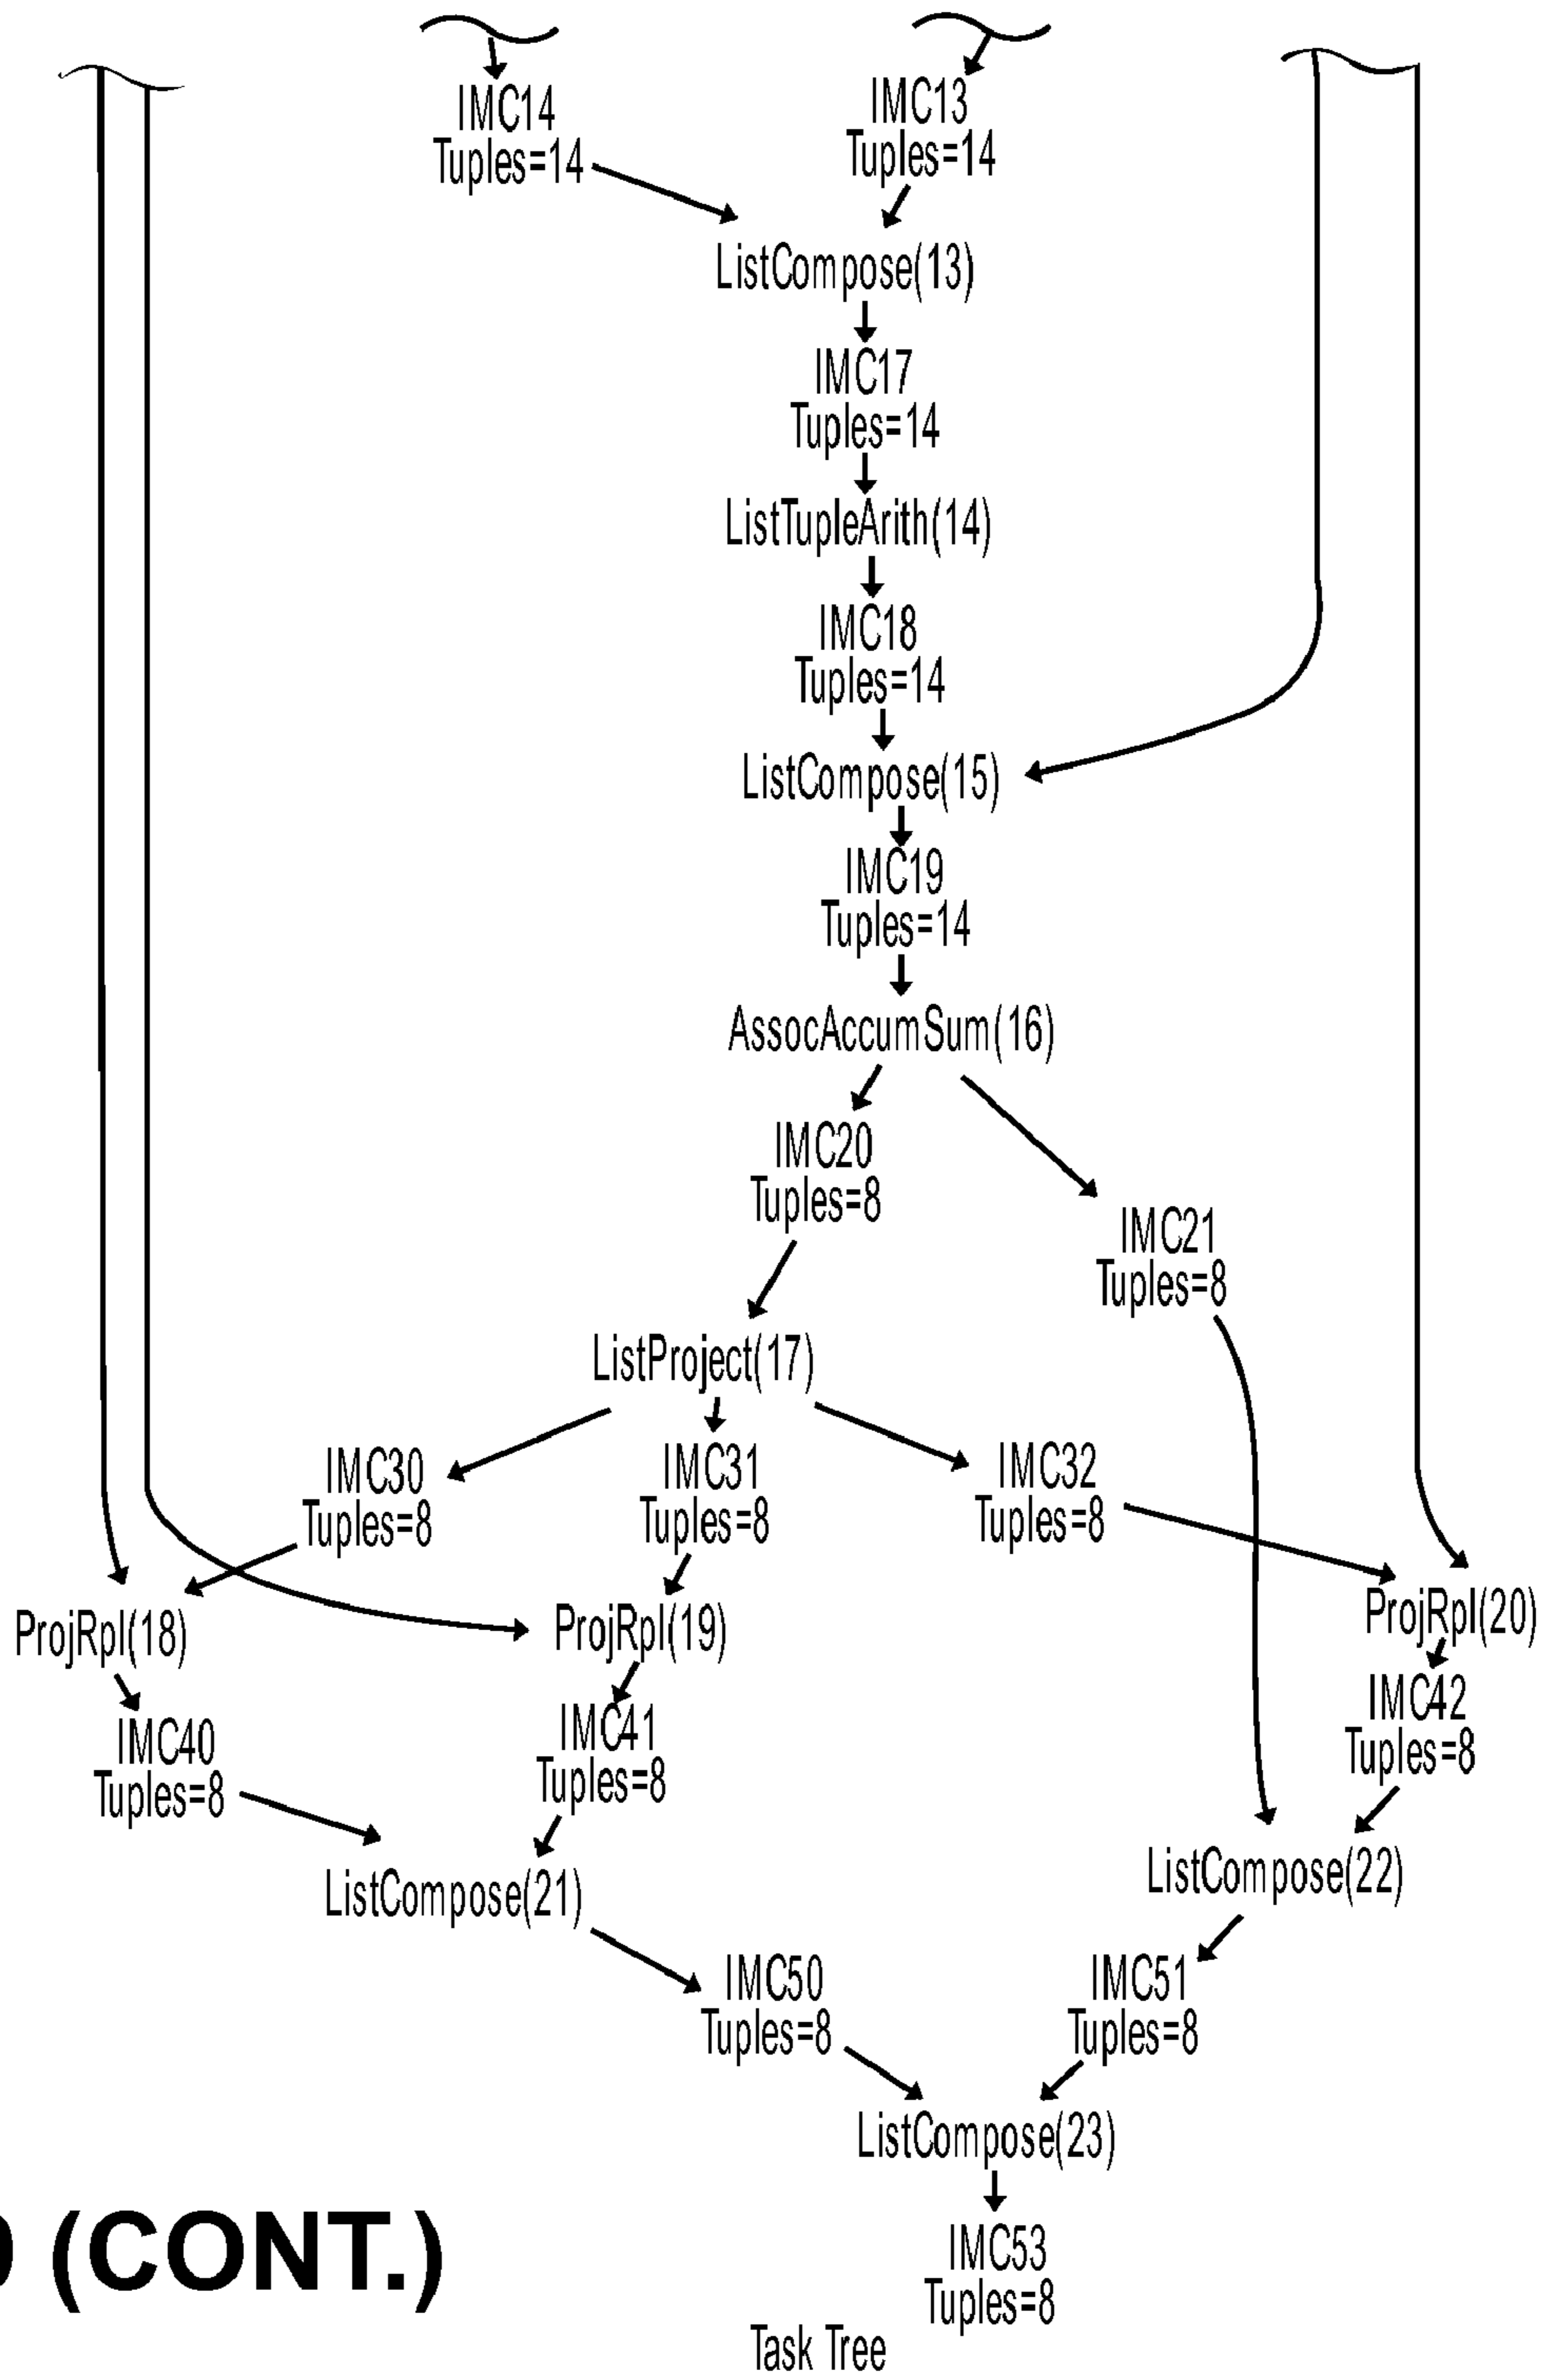 IMC14
Tuples=14
IMC13
Tuples=14
ListCompose(13)
IMC17
Tuples=14
ListTupleArith(14)
IMC18
Tuples=14
ListCompose(15)
IMC19
Tuples=14
AssocAccumSum(16)
IMC20
Tuples=8
IMC21
Tuples=8
ListProject(17)
IMC30
Tuples=8
IMC31
Tuples=8
IMC32
Tuples=8
ProjRpl(18)
ProjRpl(19)
ProjRpl(20)
IMC40
Tuples=8
IMC41
Tuples=8
IMC42
Tuples=8
ListCompose(21)
ListCompose(22)
IMC50
Tuples=8
IMC51
Tuples=8
ListCompose(23)
IMC53
Tuples=8
(CONT.)
Task Tree